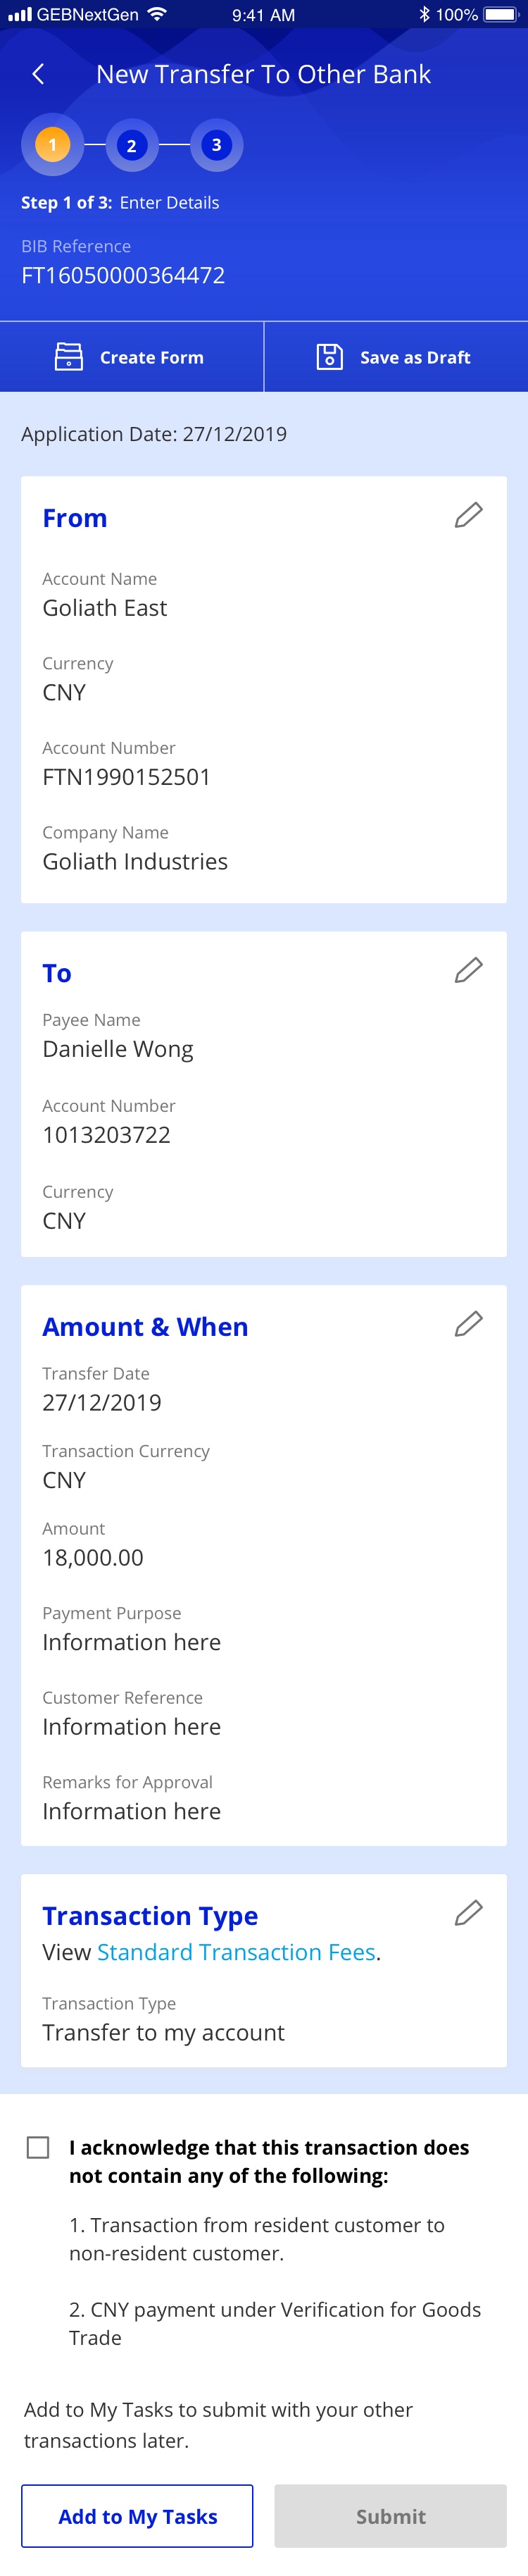 GEBNextGen 9:41 AM 100%
New Transfer To Other Bank
1 2 3
Step 1 of 3: Enter Details
BIB Reference
FT16050000364472
Create Form Save as Draft
Application Date: 27/12/2019
From
Account Name
Goliath East
Currency
CNY
Account Number
FTN1990152501
Company Name
Goliath Industries
To
Payee Name
Danielle Wong
Account Number
1013203722
Currency
CNY
Amount & When
Transfer Date
27/12/2019
Transaction Currency
CNY
Amount
18,000.00
Payment Purpose
Information here
Customer Reference
Information here
Remarks for Approval
Information here
Transaction Type
View Standard Transaction Fees.
Transaction Type
Transfer to my account
I acknowledge that this transaction does
not contain any of the following:
1. Transaction from resident customer to
non-resident customer.
2. CNY payment under Verification for Goods
Trade
Add to My Tasks to submit with your other
transactions later.
Add to My Tasks Submit